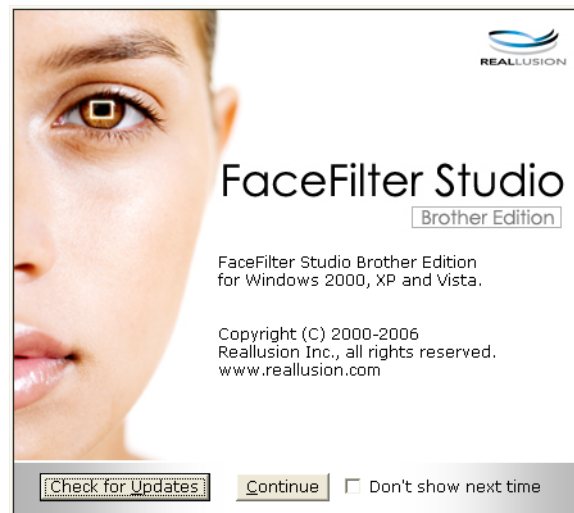 REALLUSION
FaceFilter Studio
Brother Edition
FaceFilter Studio Brother Edition
for Windows 2000, XP and Vista.
Copyright (C) 2000-2006
Reallusion Inc., all rights reserved.
www.reallusion.com
Check for Updates
Continue
Don't show next time